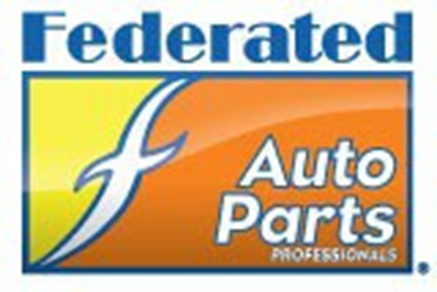 Federated
f
Auto
Parts
PROFESSIONALS
®